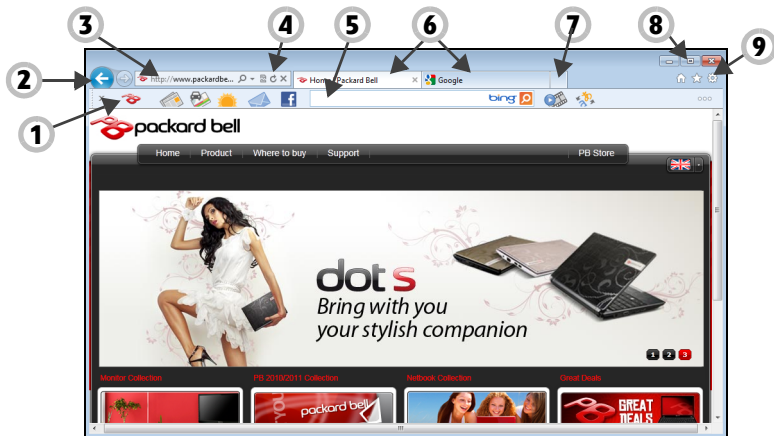 3
4
5
6
7
8
9
2
1
http://www.packardbe...
Home - Packard Bell
Google
bing
packard bell
Home
Product
Where to buy
Support
PB Store
dot s
Bring with you
your stylish companion
1 2 3
Monitor Collection
PB 2010/2011 Collection
Netbook Collection
Great Deals
YOU
packard bell
GREAT
DEALS